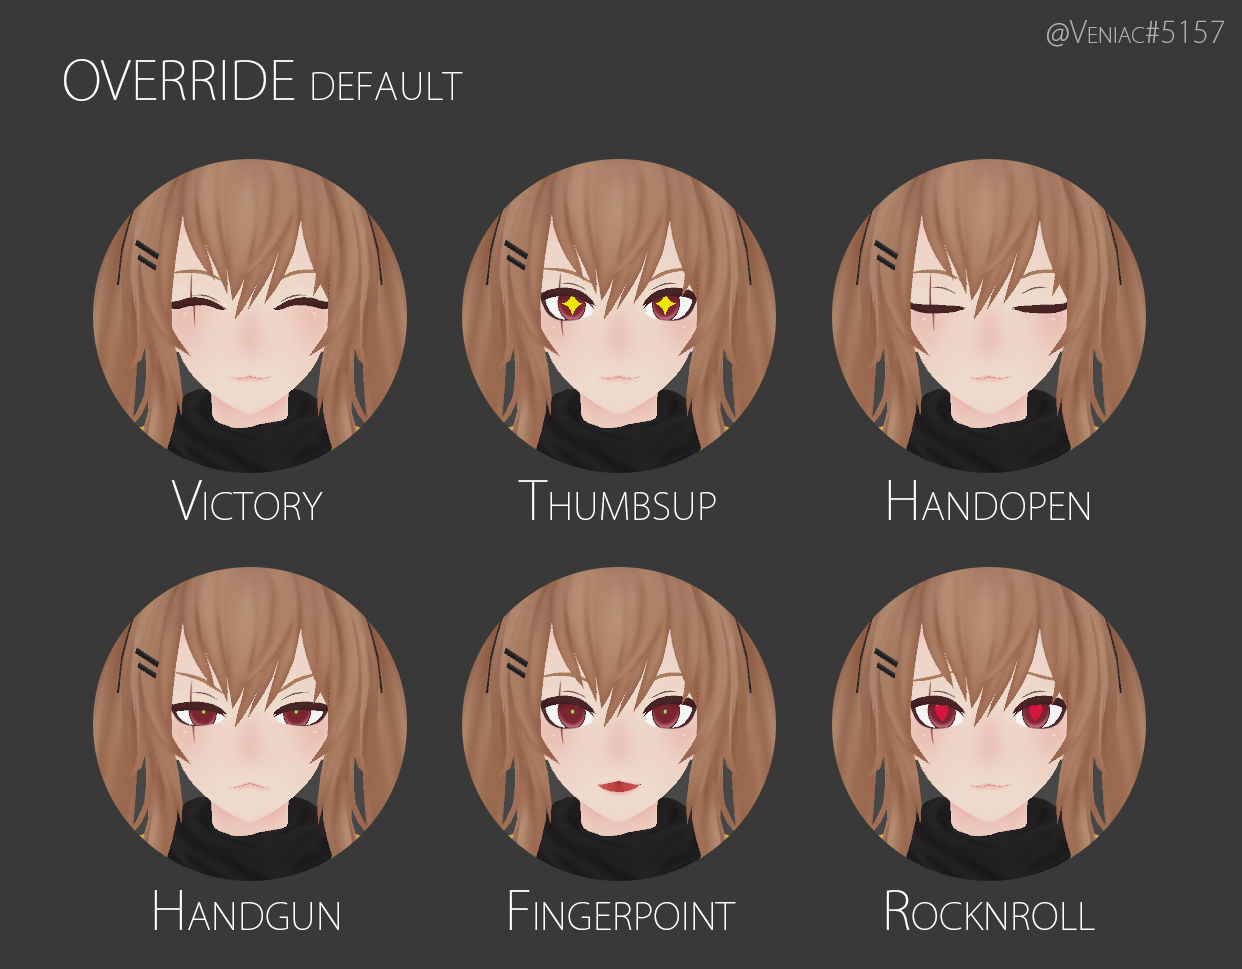 @Veniac#5157
OVERRIDE DEFAULT
Victory
Thumbsup
Handopen
Handgun
Fingerpoint
Rocknroll